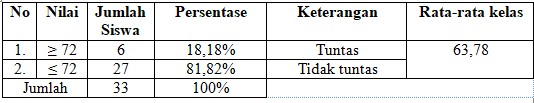 No Nilai Jumlah Siswa Persentase Keterangan Rata-rata kelas
1. ≥ 72 6 18,18% Tuntas 63,78
2. ≤ 72 27 81,82% Tidak tuntas
Jumlah 33 100%